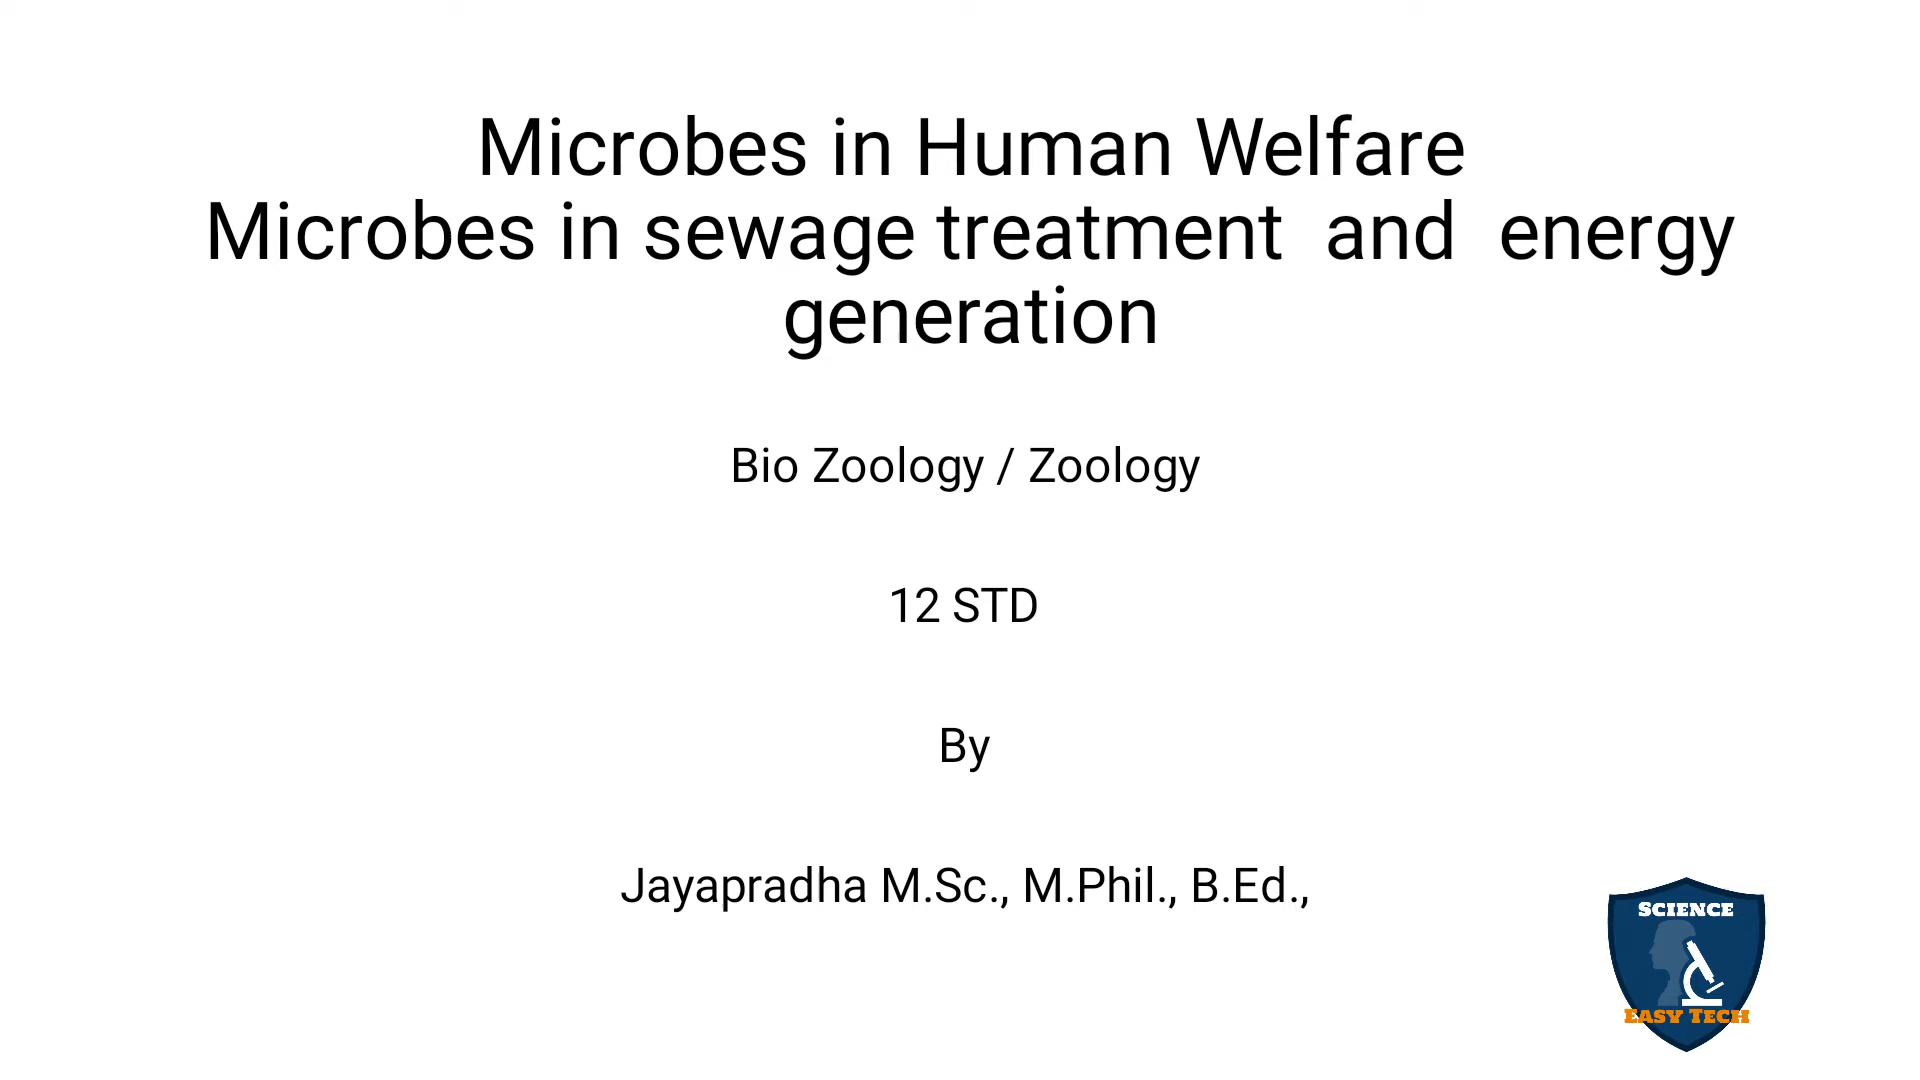 Microbes in Human Welfare
Microbes in sewage treatment and energy
generation
Bio Zoology / Zoology
12 STD
By
Jayapradha M.Sc., M.Phil., B.Ed.,
SCIENCE
EASY TECH